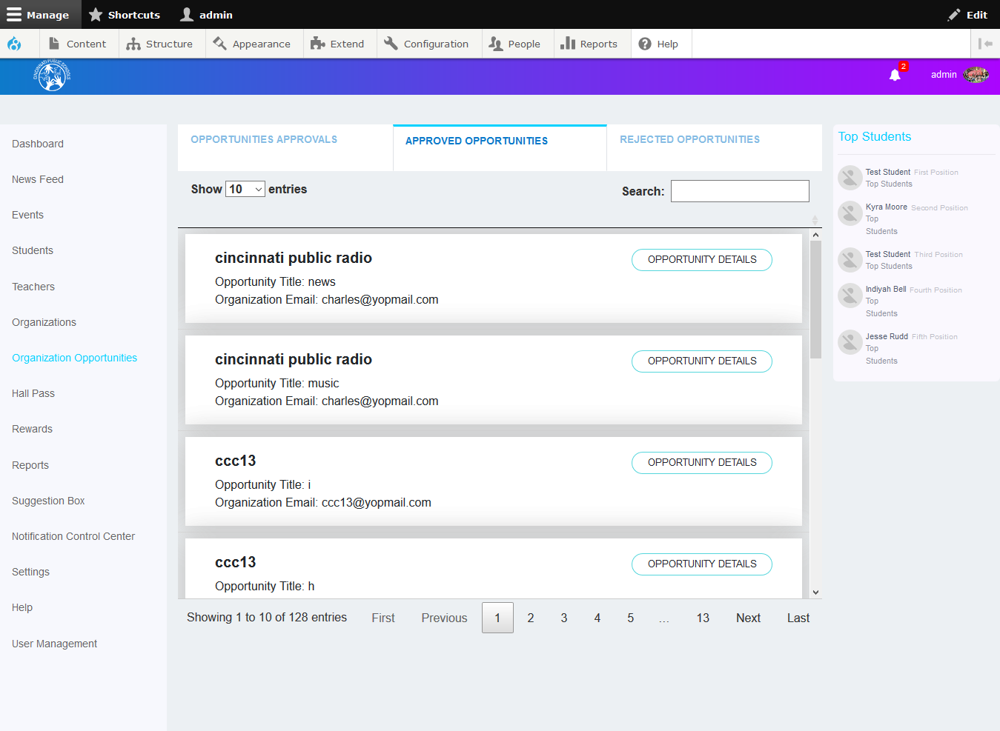 Manage Shortcuts admin Edit
Content Structure Appearance Extend Configuration People Reports Help
CINCINNATI PUBLIC SCHOOLS
2
admin
Dashboard
News Feed
Events
Students
Teachers
Organizations
Organization Opportunities
Hall Pass
Rewards
Reports
Suggestion Box
Notification Control Center
Settings
Help
User Management
OPPORTUNITIES APPROVALS APPROVED OPPORTUNITIES REJECTED OPPORTUNITIES
Show 10 entries Search:
cincinnati public radio OPPORTUNITY DETAILS
Opportunity Title: news
Organization Email: charles@yopmail.com
cincinnati public radio OPPORTUNITY DETAILS
Opportunity Title: music
Organization Email: charles@yopmail.com
ccc13 OPPORTUNITY DETAILS
Opportunity Title: i
Organization Email: ccc13@yopmail.com
ccc13 OPPORTUNITY DETAILS
Opportunity Title: h
Showing 1 to 10 of 128 entries First Previous 1 2 3 4 5 … 13 Next Last
Top Students
Test Student First Position
Top Students
Kyra Moore Second Position
Top
Students
Test Student Third Position
Top Students
Indiyah Bell Fourth Position
Top
Students
Jesse Rudd Fifth Position
Top
Students